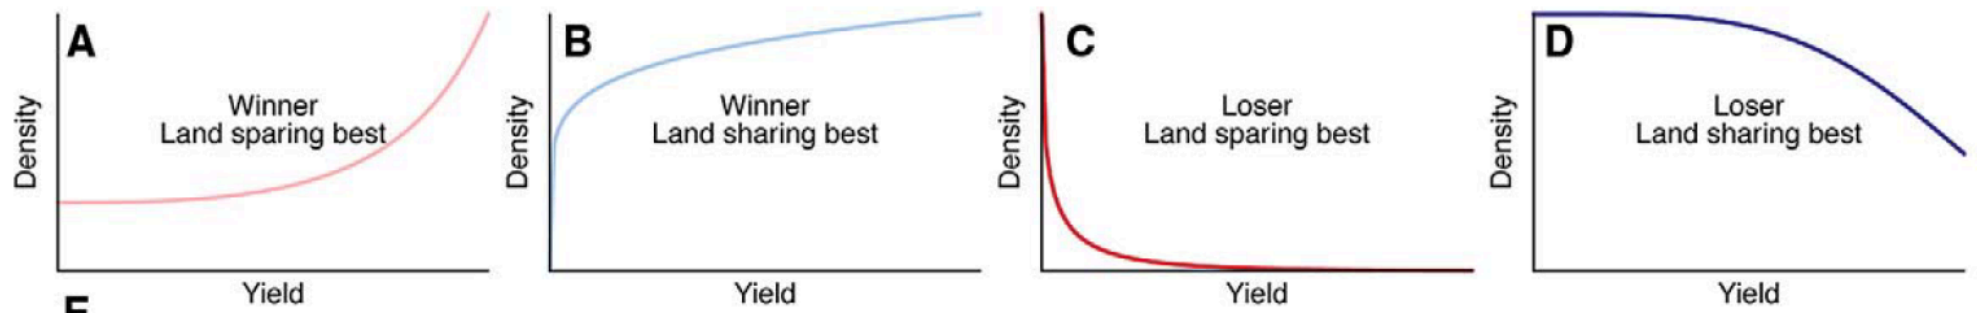 A
Winner
Land sparing best
Density
Yield
B
Winner
Land sharing best
Density
Yield
C
Loser
Land sparing best
Density
Yield
D
Loser
Land sharing best
Density
Yield